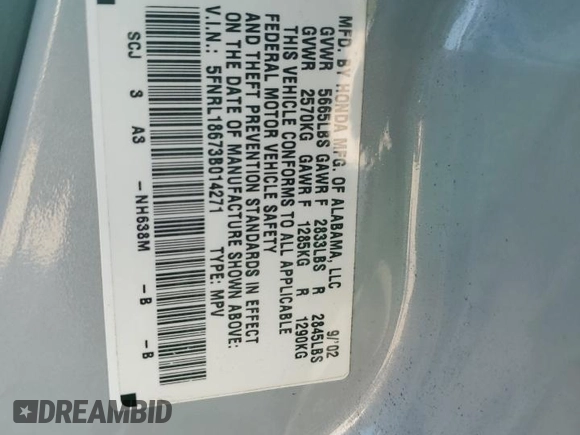 MFD. BY HONDA MFG. OF ALABAMA, LLC 9/'02
GVWR 5665LBS GAWR F 2833LBS R 2845LBS
GVWR 2570KG GAWR F 1285KG R 1290KG
THIS VEHICLE CONFORMS TO ALL APPLICABLE
FEDERAL MOTOR VEHICLE SAFETY
AND THEFT PREVENTION STANDARDS IN EFFECT
ON THE DATE OF MANUFACTURE SHOWN ABOVE:
V.I.N.: 5FNRL18673B014271 TYPE: MPV
SCJ 3 A3 -NH638M -B -B
DREAMBID